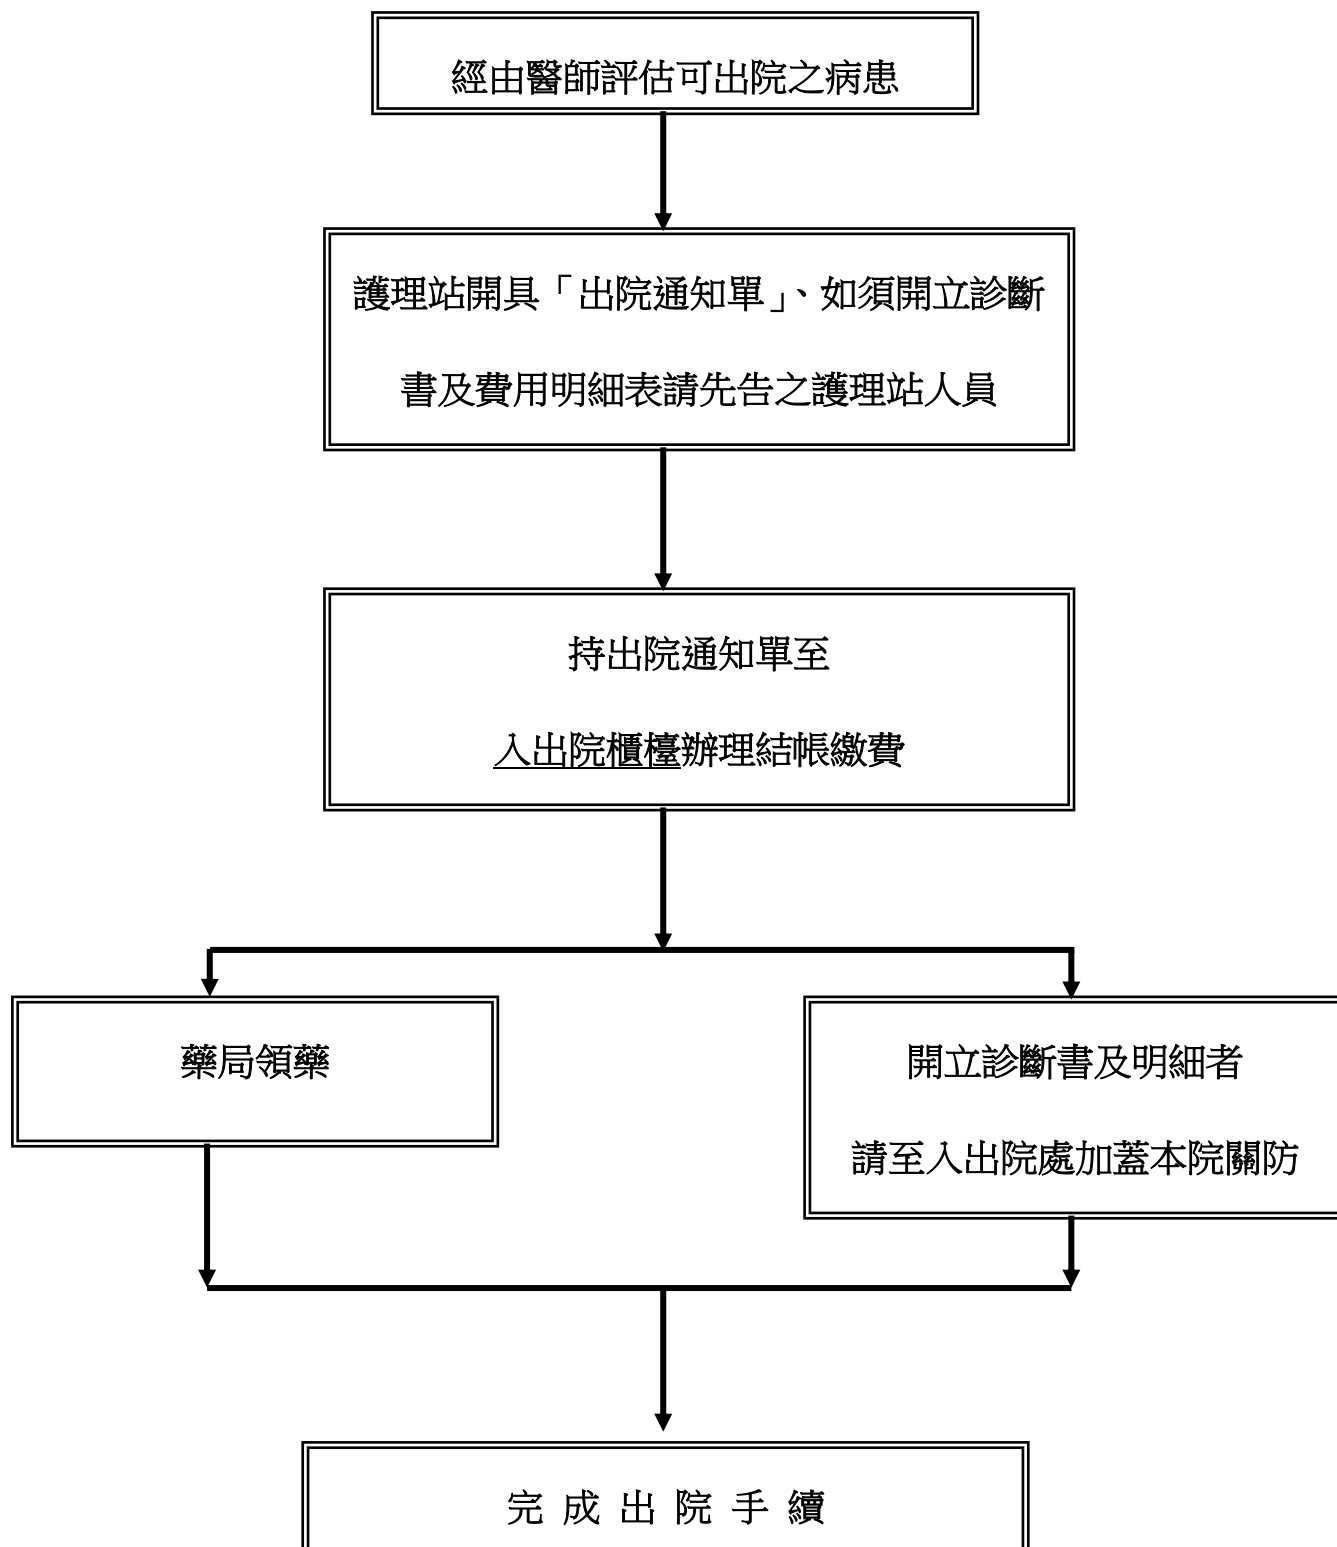 經由醫師評估可出院之病患
護理站開具「出院通知單」、如須開立診斷
書及費用明細表請先告之護理站人員
持出院通知單至
入出院櫃檯辦理結帳繳費
藥局領藥
開立診斷書及明細者
請至入出院處加蓋本院關防
完成出院手續